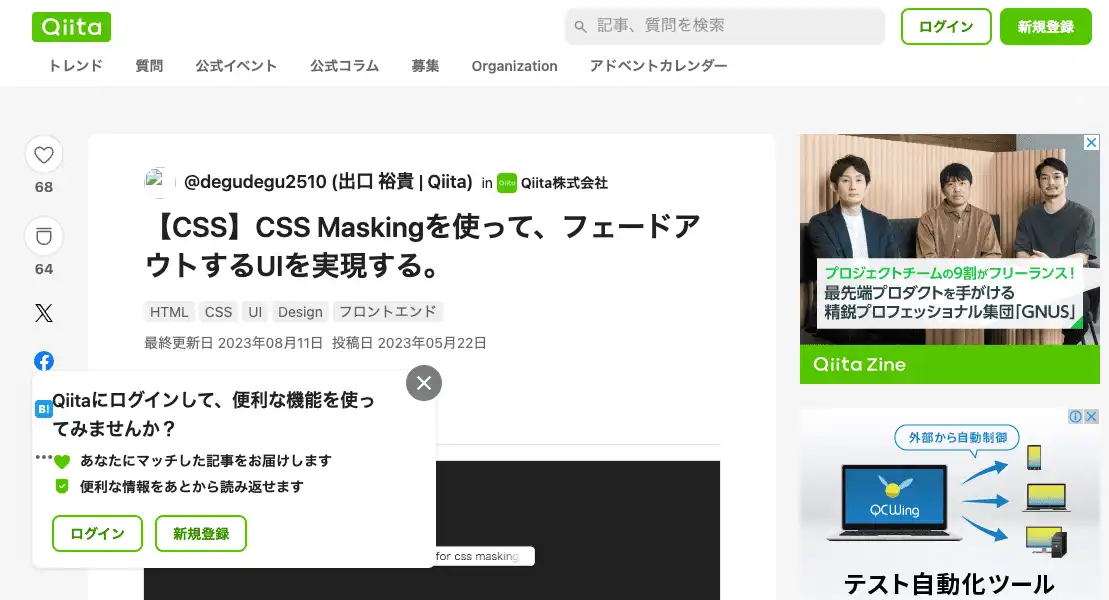 Qiita
記事、質問を検索
ログイン
新規登録
トレンド 質問 公式イベント 公式コラム 募集 Organization アドベントカレンダー
68
64
@degudegu2510 (出口 裕貴 | Qiita) in Qiita Qiita株式会社
【CSS】CSS Maskingを使って、フェードア
ウトするUIを実現する。
HTML CSS UI Design フロントエンド
最終更新日 2023年08月11日 投稿日 2023年05月22日
B!
Qiitaにログインして、便利な機能を使っ
てみませんか？
あなたにマッチした記事をお届けします
便利な情報をあとから読み返せます
ログイン 新規登録
for css masking
プロジェクトチームの9割がフリーランス！
最先端プロダクトを手がける
精鋭プロフェッショナル集団「GNUS」
Qiita Zine
外部から自動制御
QCWing
テスト自動化ツール